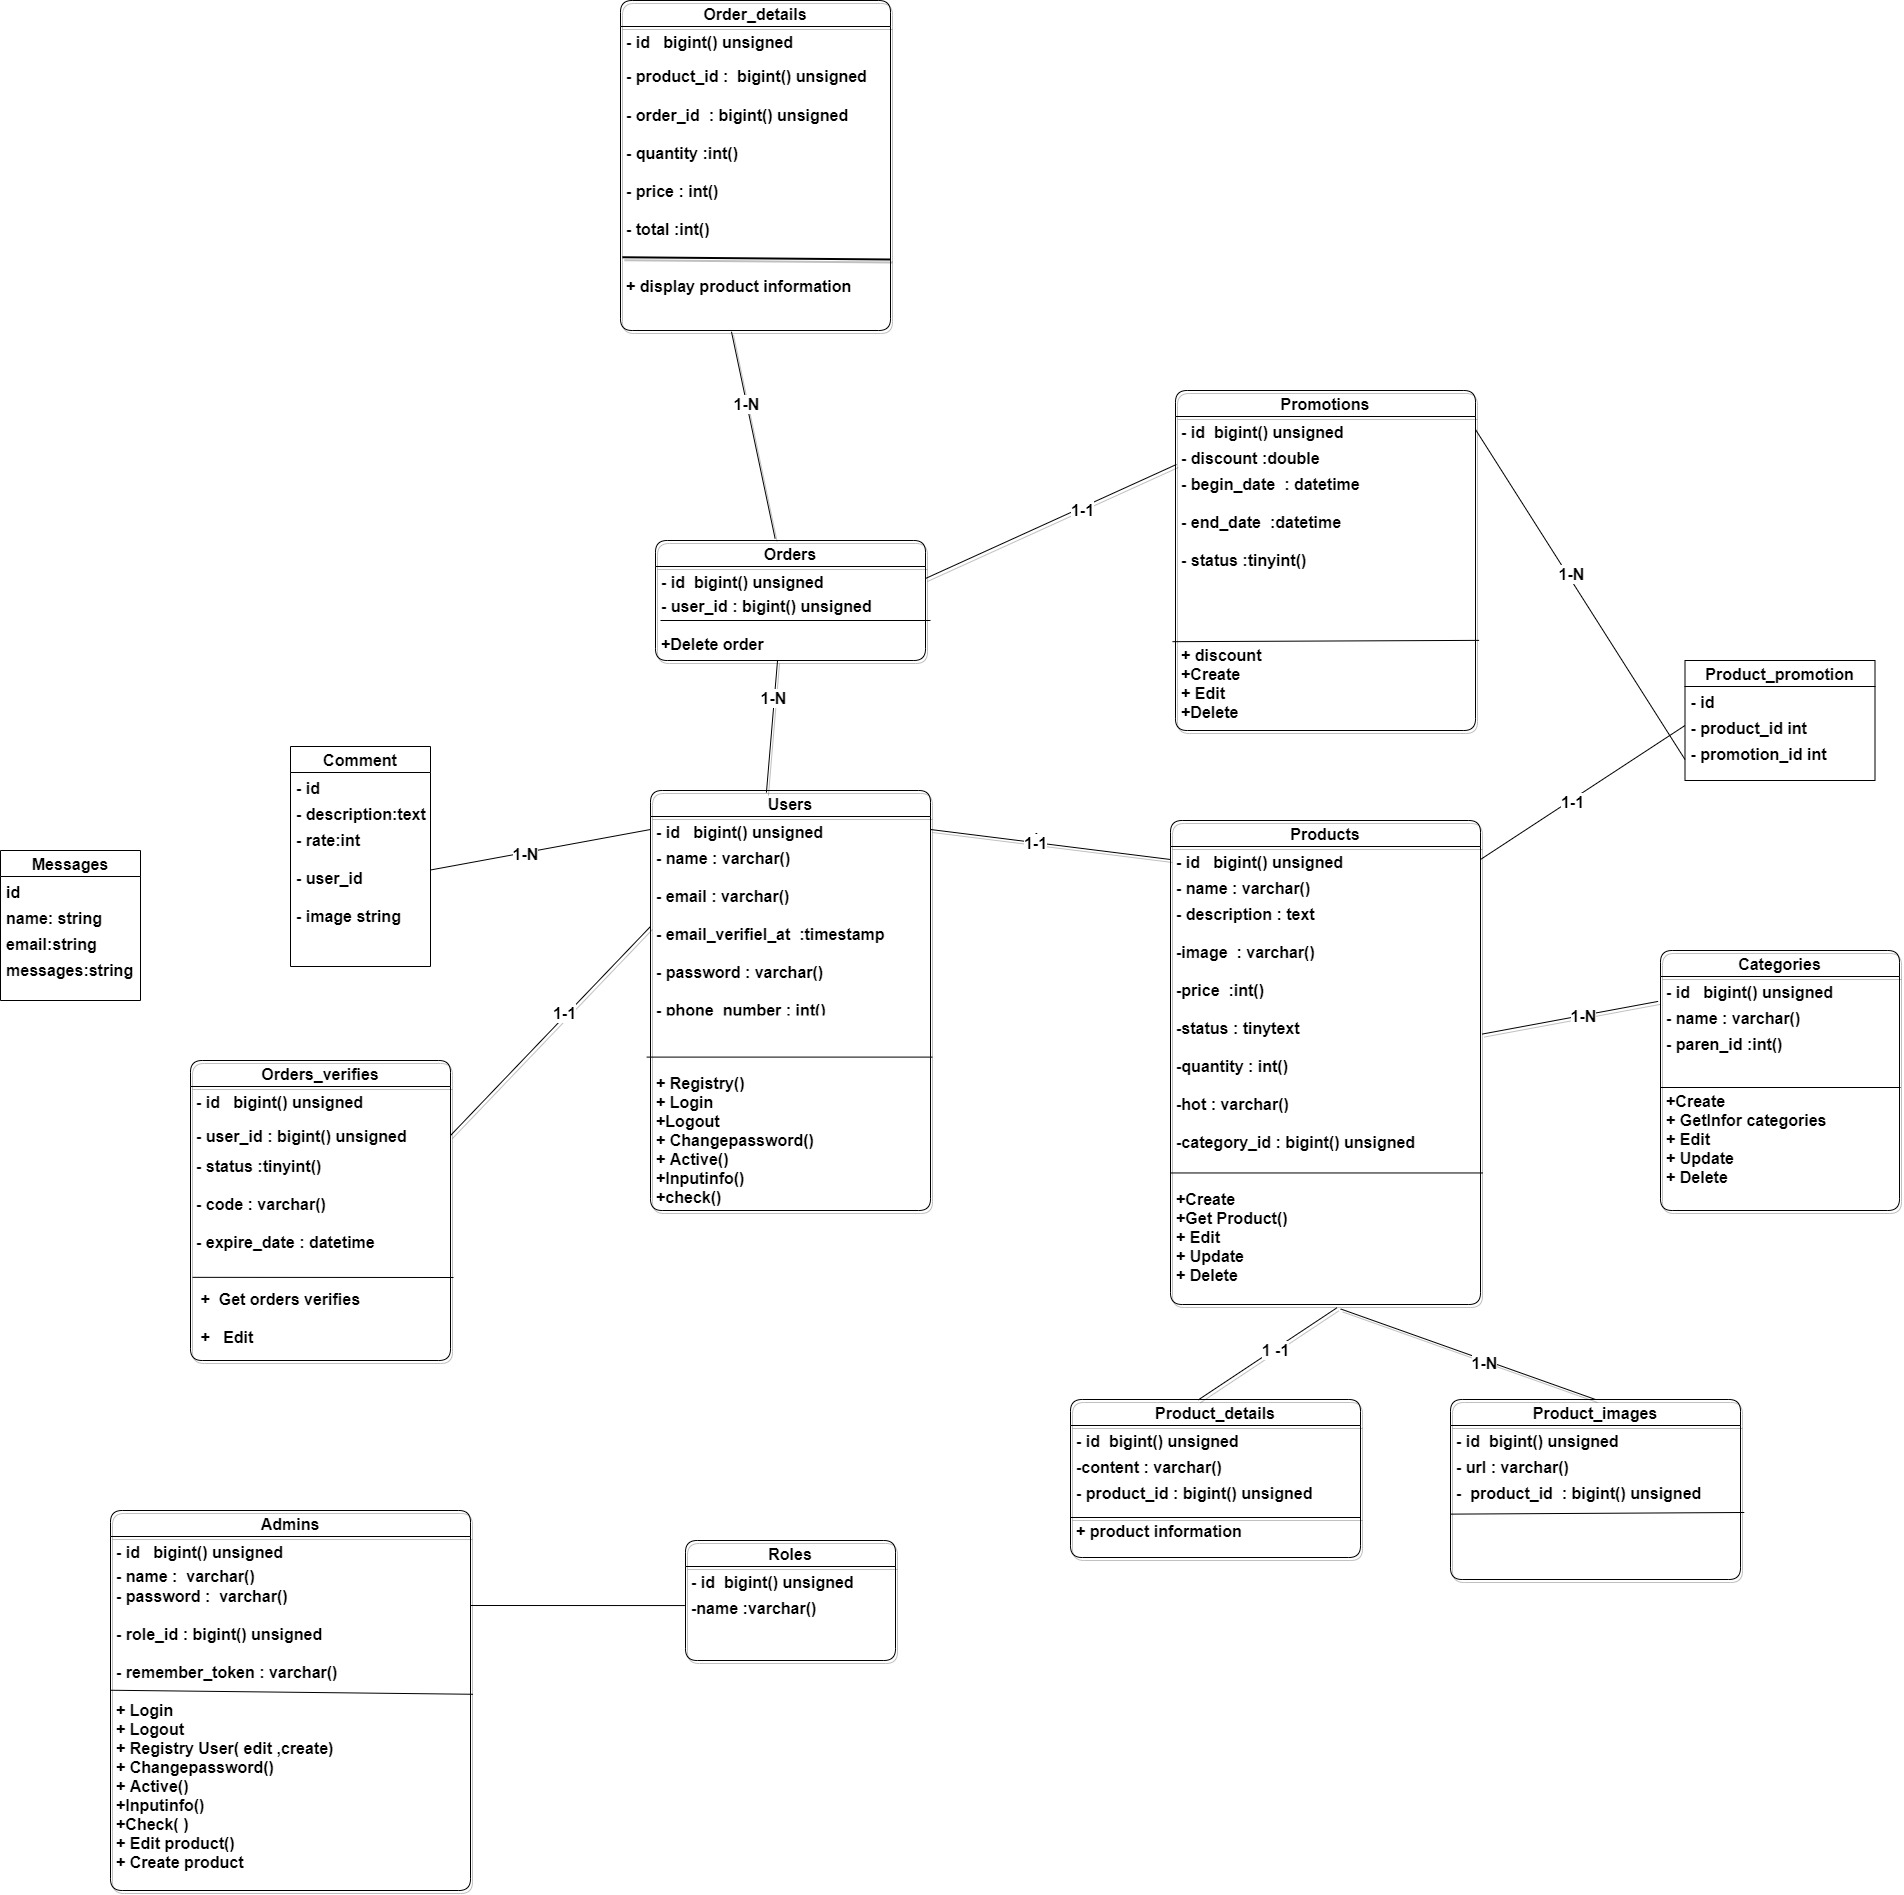 Order_details
- id   bigint() unsigned
- product_id :  bigint() unsigned
- order_id  : bigint() unsigned
- quantity :int()
- price : int()
- total :int()
+ display product information
1-N
Promotions
- id  bigint() unsigned
- discount :double
- begin_date  : datetime
- end_date  :datetime
- status :tinyint()
+ discount
+Create
+ Edit
+Delete
1-1
1-N
Orders
- id  bigint() unsigned
- user_id : bigint() unsigned
+Delete order
1-N
Product_promotion
- id
- product_id int
- promotion_id int
1-1
Comment
- id
- description:text
- rate:int
- user_id
- image string
1-N
Messages
id
name: string
email:string
messages:string
Users
- id   bigint() unsigned
- name : varchar()
- email : varchar()
- email_verifiel_at  :timestamp
- password : varchar()
- phone_number : int()
+ Registry()
+ Login
+Logout
+ Changepassword()
+ Active()
+Inputinfo()
+check()
1-1
1-1
Products
- id   bigint() unsigned
- name : varchar()
- description : text
-image  : varchar()
-price  :int()
-status : tinytext
-quantity : int()
-hot : varchar()
-category_id : bigint() unsigned
+Create
+Get Product()
+ Edit
+ Update
+ Delete
1-N
Categories
- id   bigint() unsigned
- name : varchar()
- paren_id :int()
+Create
+ GetInfor categories
+ Edit
+ Update
+ Delete
Orders_verifies
- id   bigint() unsigned
- user_id : bigint() unsigned
- status :tinyint()
- code : varchar()
- expire_date : datetime
+  Get orders verifies
+   Edit
1 -1
1-N
Product_details
- id  bigint() unsigned
-content : varchar()
- product_id : bigint() unsigned
+ product information
Product_images
- id  bigint() unsigned
- url : varchar()
-  product_id  : bigint() unsigned
Admins
- id   bigint() unsigned
- name :  varchar()
- password :  varchar()
- role_id : bigint() unsigned
- remember_token : varchar()
+ Login
+ Logout
+ Registry User( edit ,create)
+ Changepassword()
+ Active()
+Inputinfo()
+Check( )
+ Edit product()
+ Create product
Roles
- id  bigint() unsigned
-name :varchar()